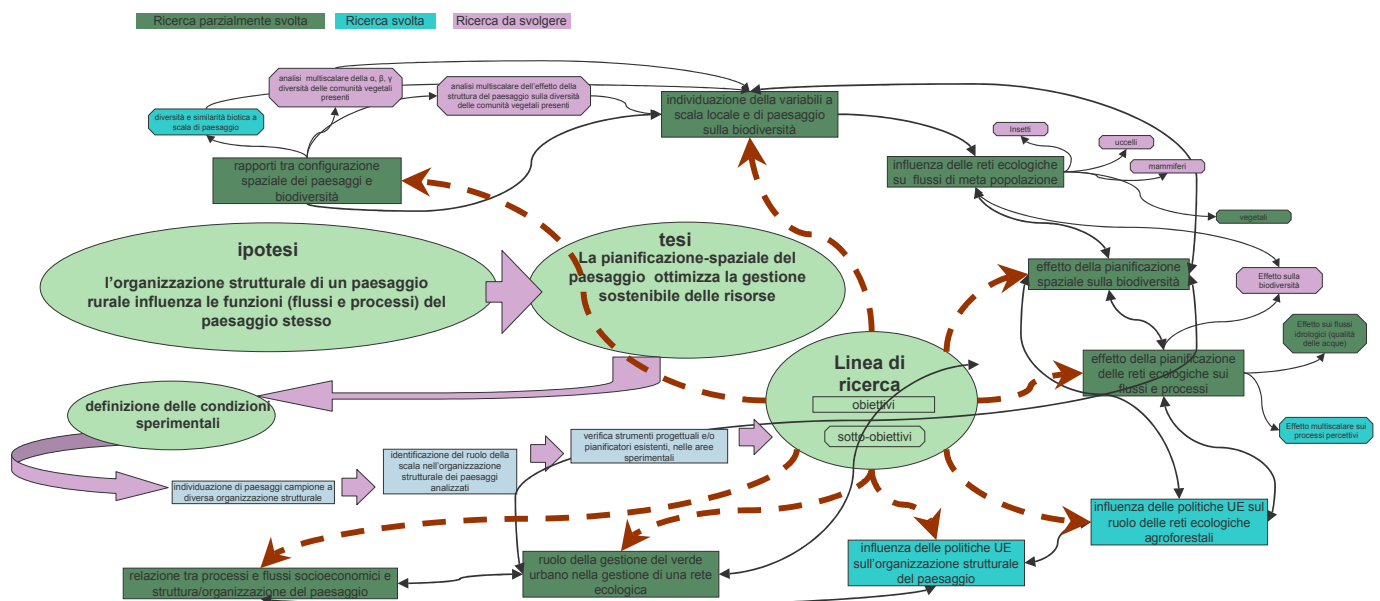 Ricerca parzialmente svolta
Ricerca svolta
Ricerca da svolgere
analisi multiscalare della α, β, γ
diversità delle comunità vegetali
presenti
analisi multiscalare dell'effetto della
struttura del paesaggio sulla diversità
delle comunità vegetali presenti
individuazione della variabili a
scala locale e di paesaggio
sulla biodiversità
diversità e similarità biotica a
scala di paesaggio
Insetti
uccelli
mammiferi
rapporti tra configurazione
spaziale dei paesaggi e
biodiversità
influenza delle reti ecologiche
su flussi di meta popolazione
vegetali
ipotesi
l'organizzazione strutturale di un paesaggio
rurale influenza le funzioni (flussi e processi) del
paesaggio stesso
tesi
La pianificazione-spaziale del
paesaggio ottimizza la gestione
sostenibile delle risorse
effetto della pianificazione
spaziale sulla biodiversità
Effetto sulla
biodiversità
Effetto sui flussi
idrologici (qualità
delle acque)
effetto della pianificazione
delle reti ecologiche sui
flussi e processi
Linea di
ricerca
obiettivi
sotto-obiettivi
Effetto multiscalare sui
processi percettivi
definizione delle condizioni
sperimentali
individuazione di paesaggi campione a
diversa organizzazione strutturale
identificazione del ruolo della
scala nell'organizzazione
strutturale dei paesaggi
analizzati
verifica strumenti progettuali e/o
pianificatori esistenti, nelle aree
sperimentali
influenza delle politiche UE sul
ruolo delle reti ecologiche
agroforestali
influenza delle politiche UE
sull'organizzazione strutturale
del paesaggio
ruolo della gestione del verde
urbano nella gestione di una rete
ecologica
relazione tra processi e flussi socioeconomici e
struttura/organizzazione del paesaggio